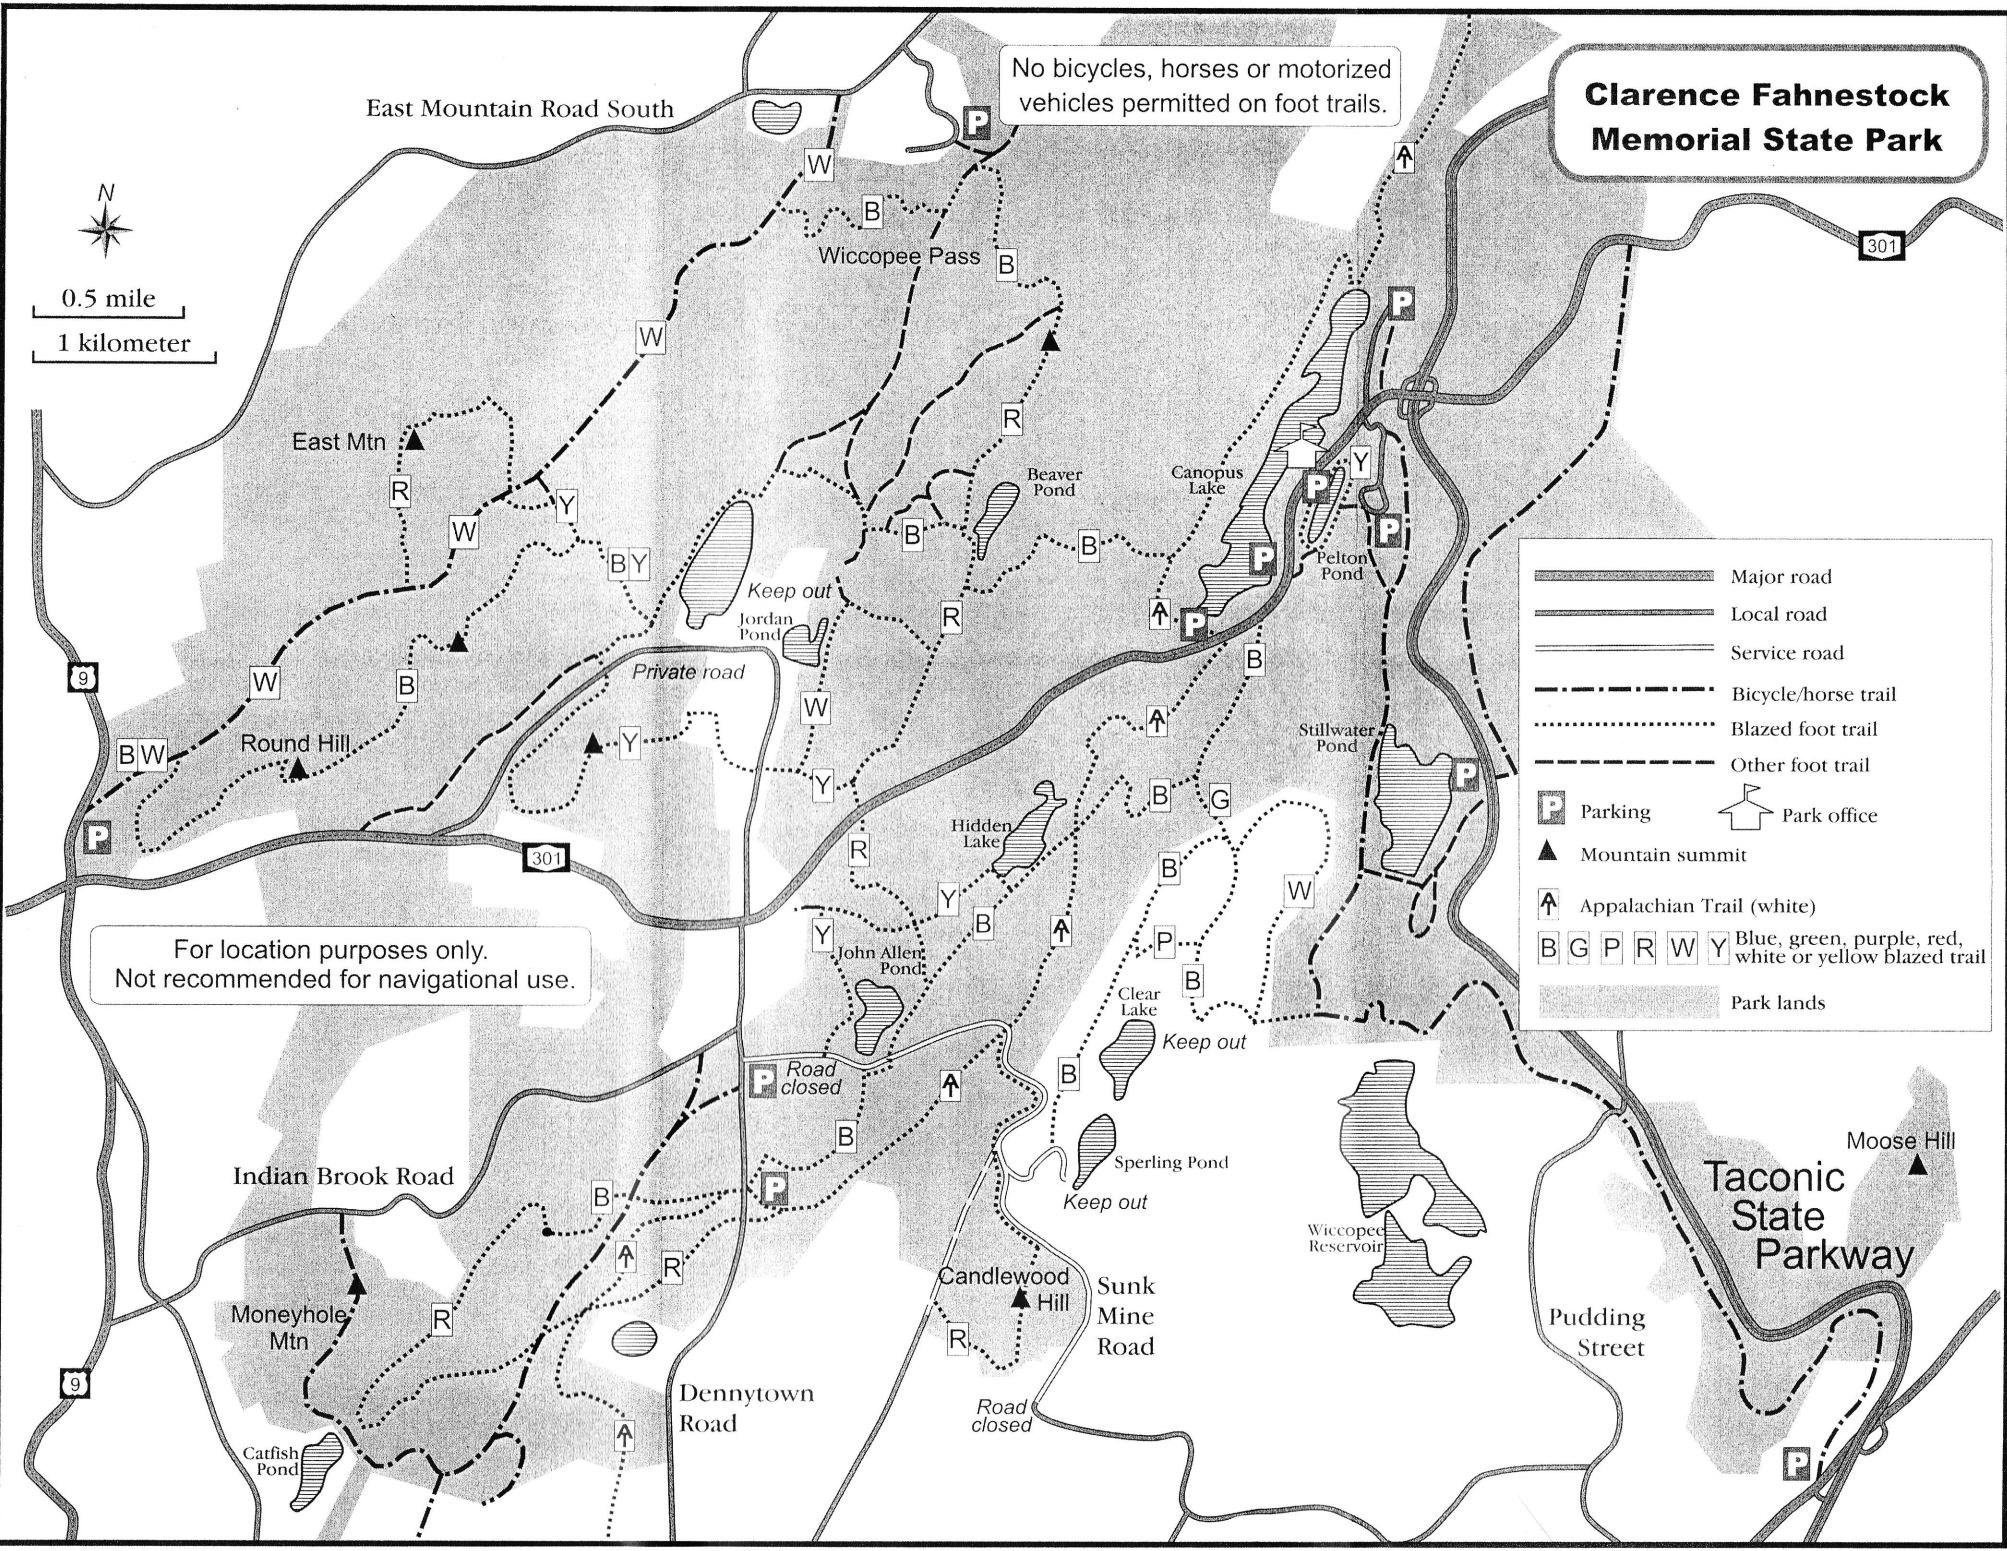 Clarence Fahnestock
Memorial State Park
No bicycles, horses or motorized
vehicles permitted on foot trails.
P
East Mountain Road South
W
A
B
N
Wiccopee Pass
B
301
0.5 mile
1 kilometer
P
W
East Mtn
R
R
Y
W
Y
Canopus
Lake
Beaver
Pond
P
P
B
B
BY
P
Pelton
Pond
Keep out
Jordan
Pond
R
A
P
9
W
B
Private road
B
W
A
Stillwater
Pond
BW
Round Hill
Y
Y
B
G
P
P
Hidden
Lake
301
R
B
W
Y
B
A
P
Y
For location purposes only.
Not recommended for navigational use.
John Allen
Pond
B
Clear
Lake
Keep out
Major road
Local road
Service road
Bicycle/horse trail
Blazed foot trail
Other foot trail
P Parking
Park office
Mountain summit
A Appalachian Trail (white)
B G P R W Y Blue, green, purple, red,
white or yellow blazed trail
Park lands
P
Road
closed
A
B
B
Sperling Pond
Keep out
Moose Hill
Taconic
State
Parkway
Indian Brook Road
B
P
Wiccopee
Reservoir
A
R
Candlewood
Hill
Sunk
Mine
Road
Moneyhole
Mtn
R
R
Pudding
Street
9
Dennytown
Road
Road
closed
A
Catfish
Pond
P